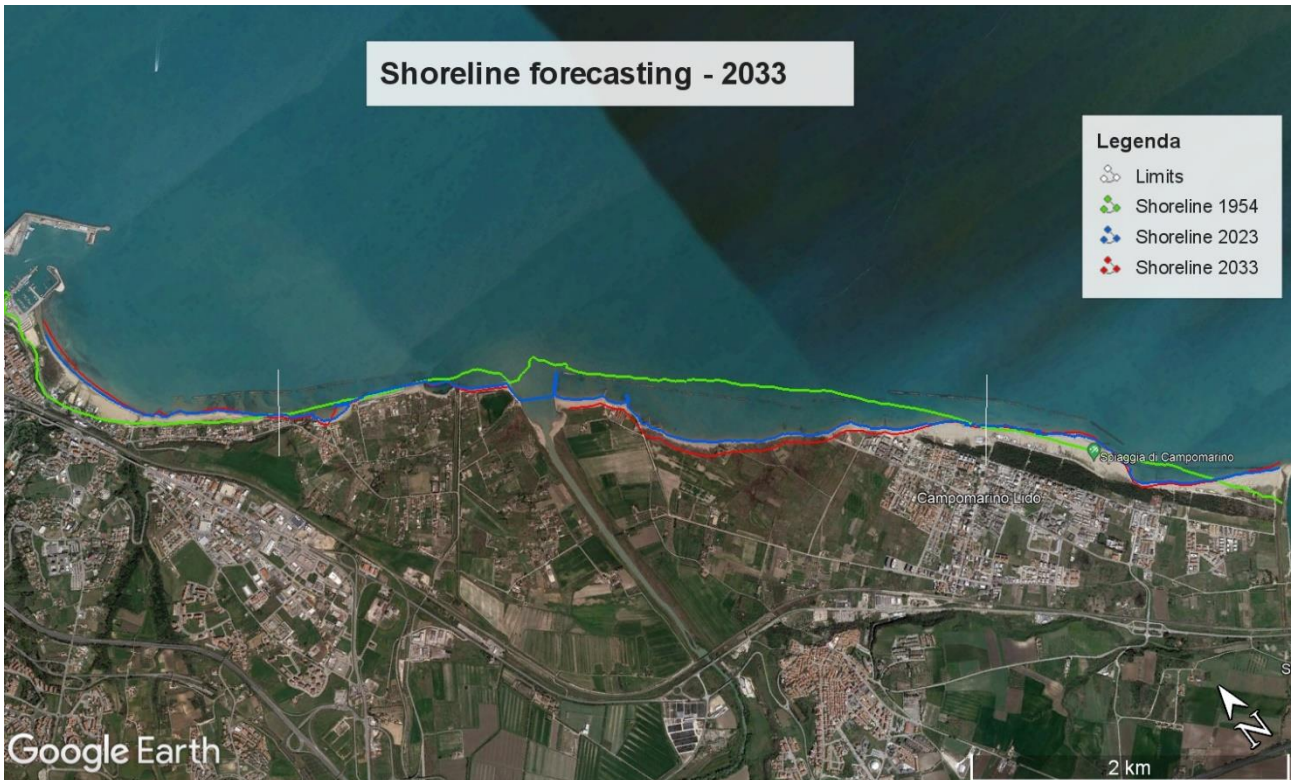 Shoreline forecasting - 2033
Legenda
Limits
Shoreline 1954
Shoreline 2023
Shoreline 2033
Spiaggia di Campomarino
Campomarino Lido
S
N
Google Earth
2 km